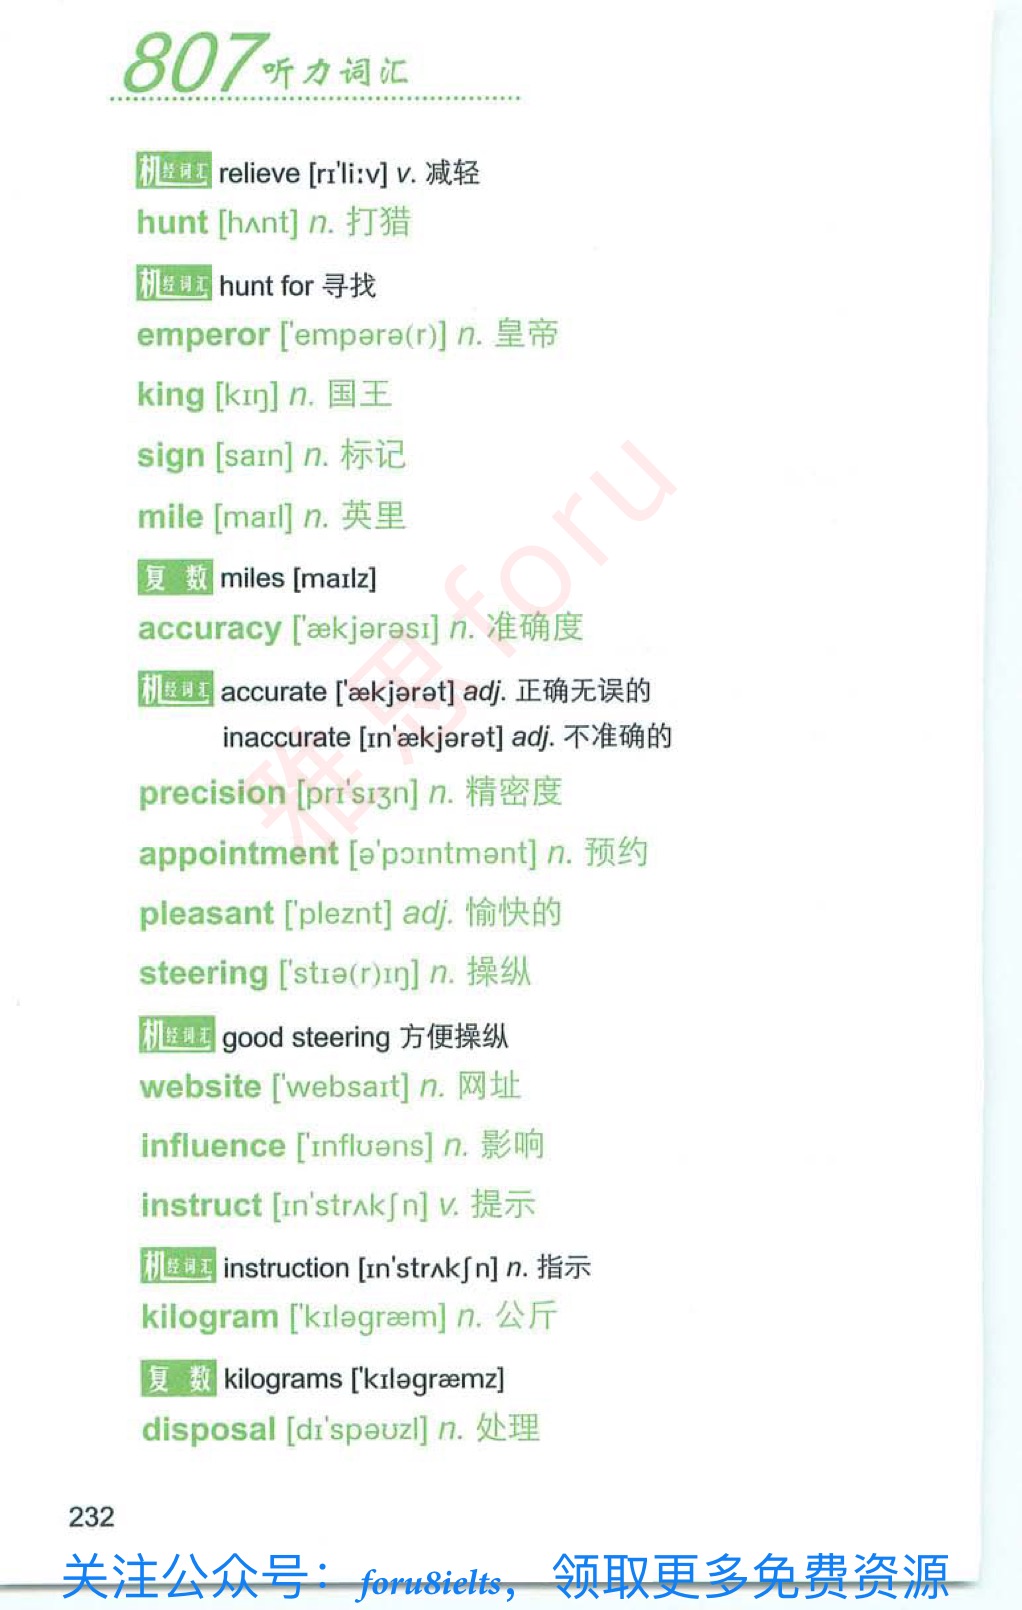 807听力词汇
机经词汇 relieve [rɪ'liːv] v. 减轻
hunt [hʌnt] n. 打猎
机经词汇 hunt for 寻找
emperor ['empərə(r)] n. 皇帝
king [kɪŋ] n. 国王
sign [saɪn] n. 标记
mile [maɪl] n. 英里
复数 miles [maɪlz]
accuracy ['ækjərəsɪ] n. 准确度
机经词汇 accurate ['ækjərət] adj. 正确无误的
inaccurate [ɪn'ækjərət] adj. 不准确的
precision [prɪ'sɪʒn] n. 精密度
appointment [ə'pɔɪntmənt] n. 预约
pleasant ['pleznt] adj. 愉快的
steering ['stɪə(r)ɪŋ] n. 操纵
机经词汇 good steering 方便操纵
website ['websaɪt] n. 网址
influence ['ɪnflʊəns] n. 影响
instruct [ɪn'strʌkʃn] v. 提示
机经词汇 instruction [ɪn'strʌkʃn] n. 指示
kilogram ['kɪləgræm] n. 公斤
复数 kilograms ['kɪləgræmz]
disposal [dɪ'spəʊzl] n. 处理
雅思foru
232
关注公众号：foru8ielts，领取更多免费资源